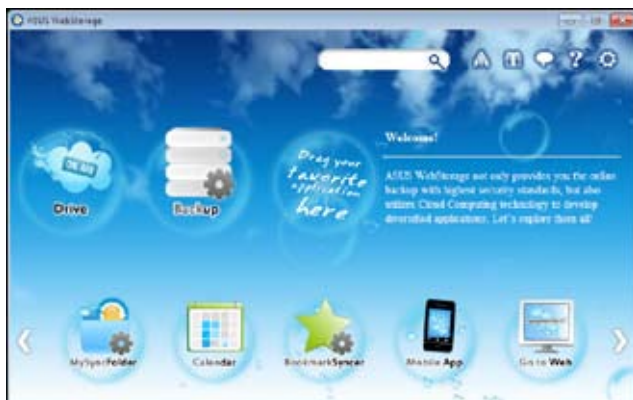 ASUS WebStorage
Welcome!
ASUS WebStorage not only provides you the online
backup with highest security standards, but also
utilizes Cloud Computing technology to develop
diversified applications. Let's explore them all!
Drag your
favorite
application
here
Drive
Backup
MySyncFolder
Calendar
BookmarkSyncer
Mobile App
Go to Web